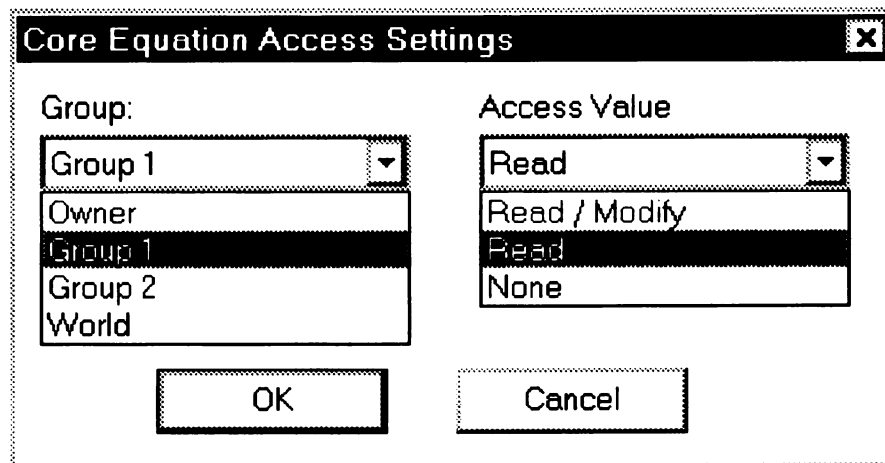 Core Equation Access Settings
Group:
Access Value
Group 1
Read
Owner
Group 1
Group 2
World
Read / Modify
Read
None
OK
Cancel